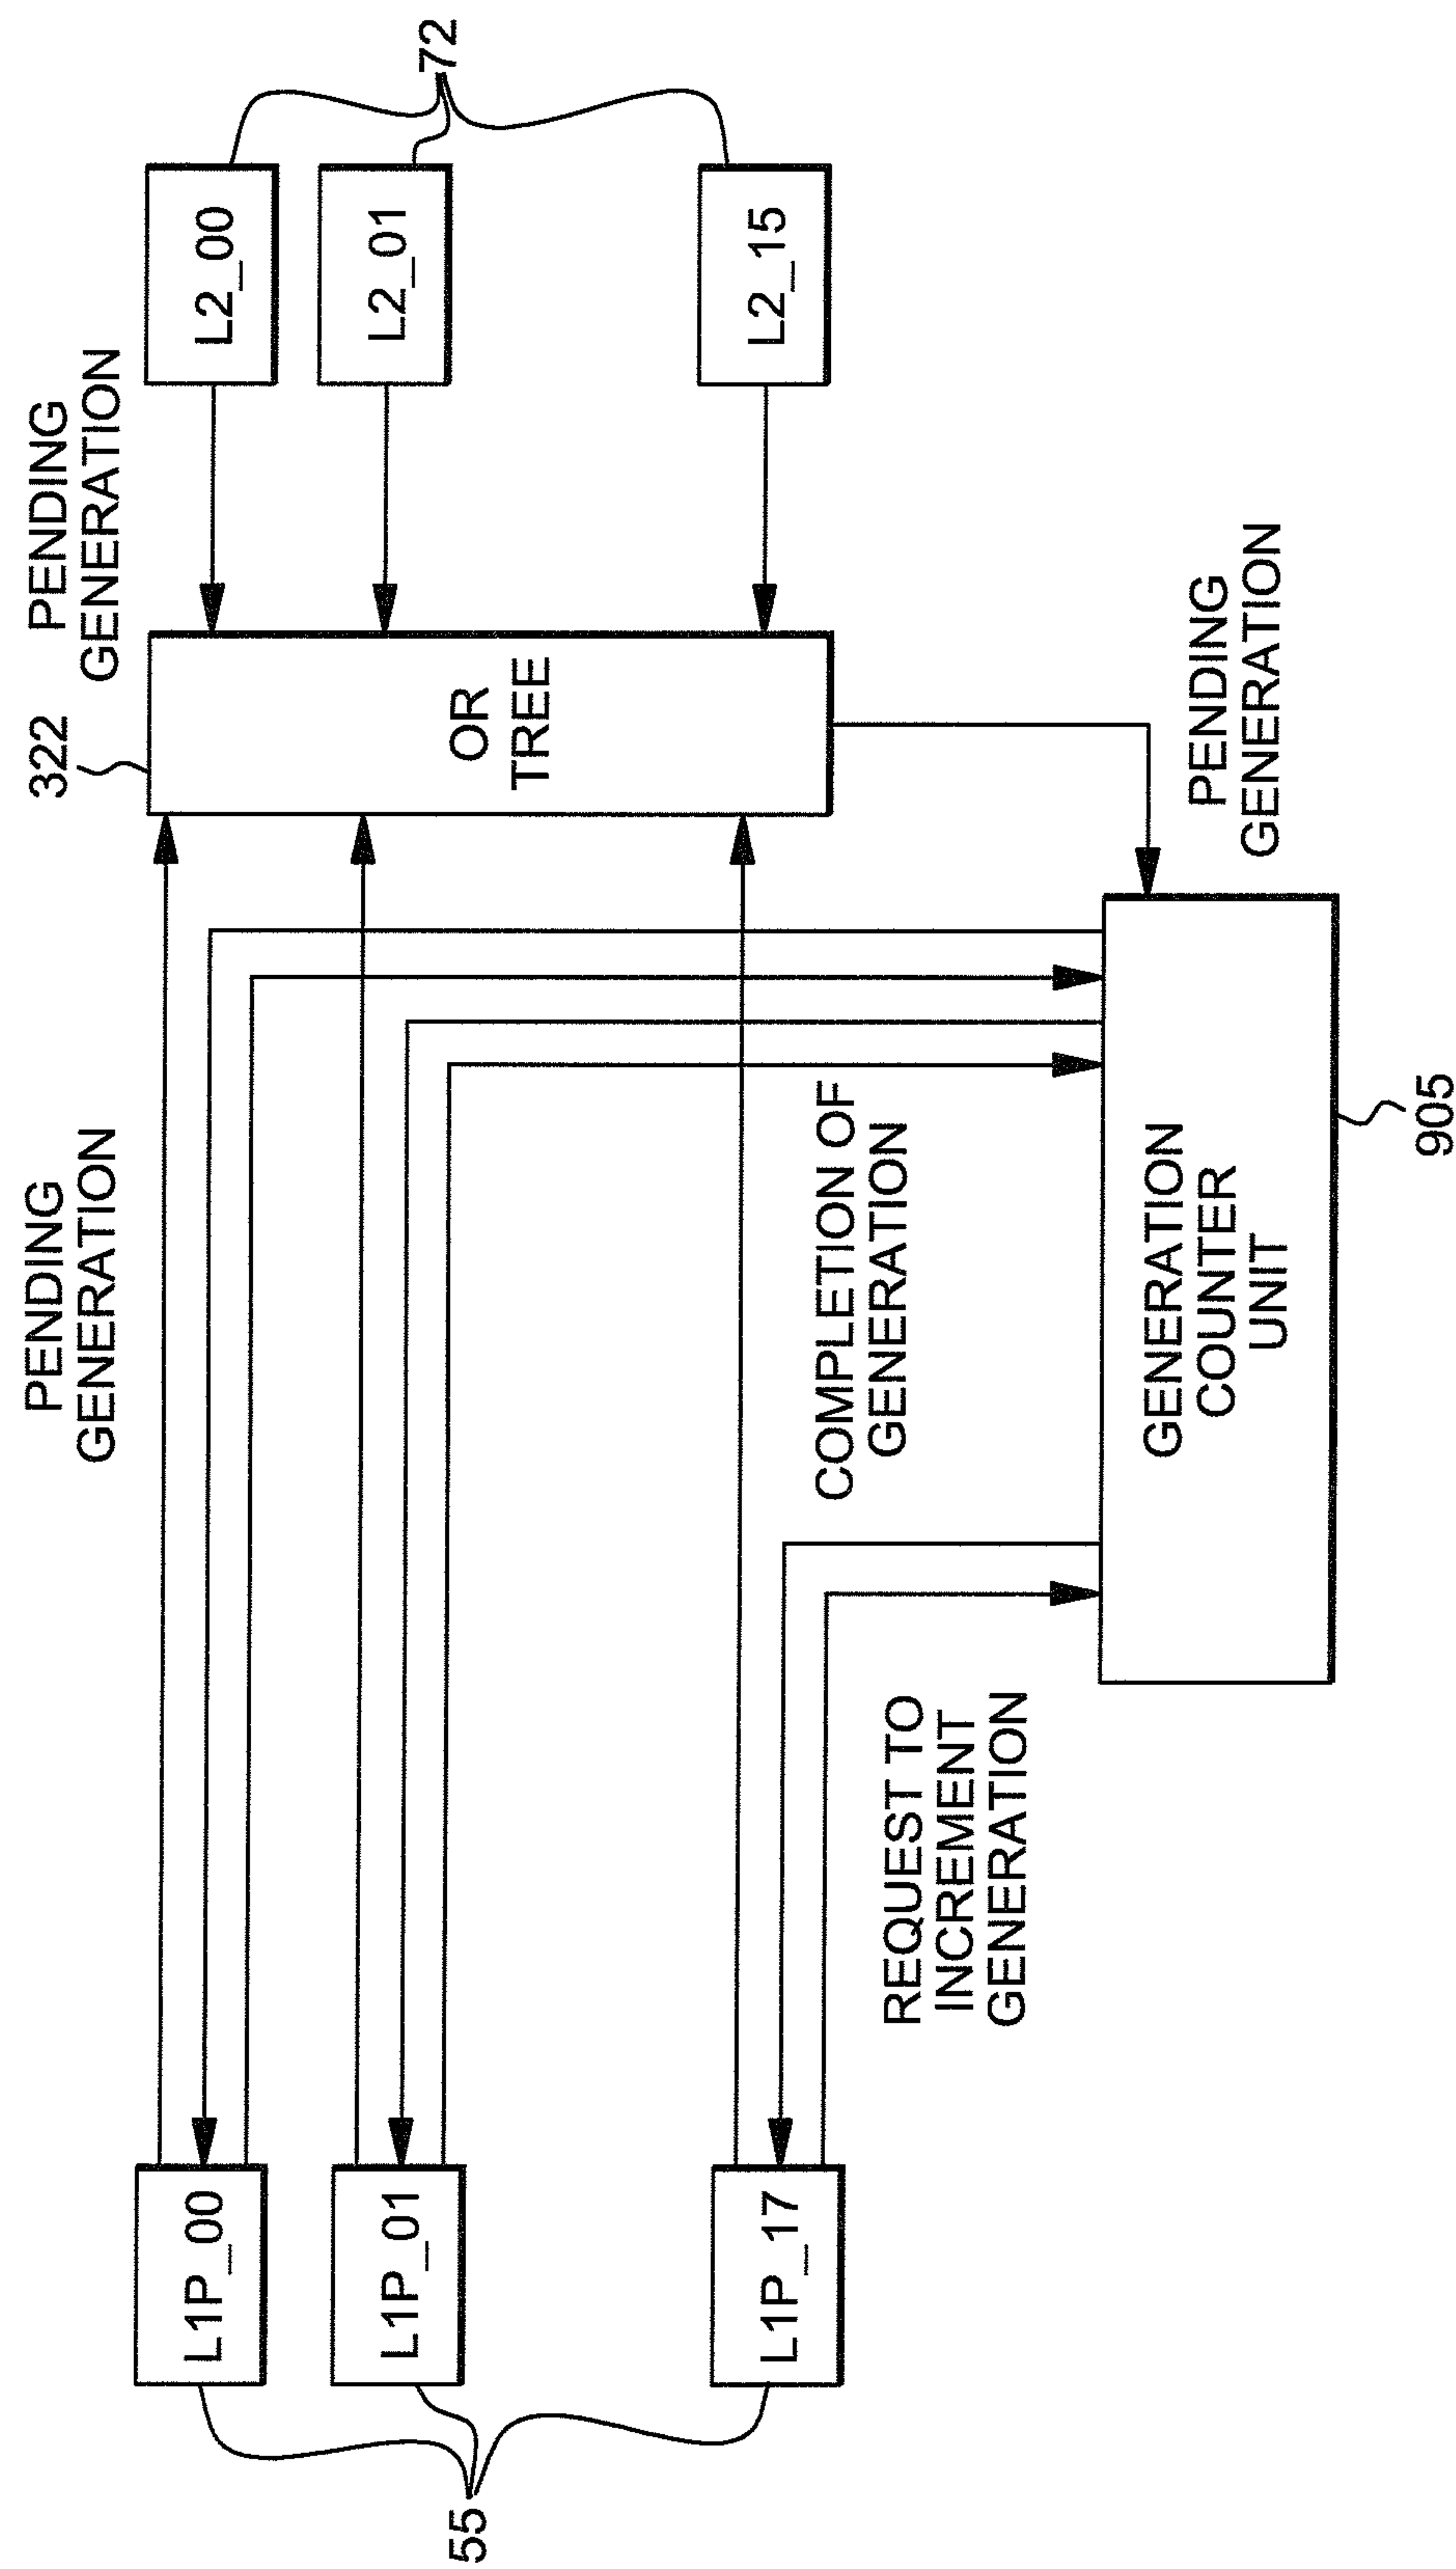 PENDING
GENERATION
322
PENDING
GENERATION
72
L1P_00
L1P_01
L1P_17
55
OR
TREE
L2_00
L2_01
L2_15
COMPLETION OF
GENERATION
REQUEST TO
INCREMENT
GENERATION
PENDING
GENERATION
GENERATION
COUNTER
UNIT
905